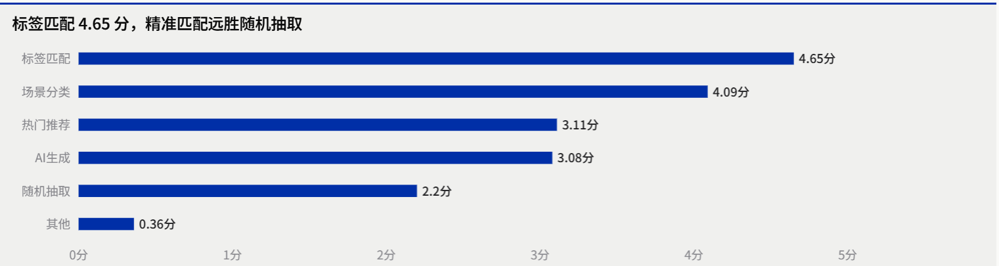 标签匹配 4.65 分，精准匹配远胜随机抽取
标签匹配 4.65分
场景分类 4.09分
热门推荐 3.11分
AI生成 3.08分
随机抽取 2.2分
其他 0.36分
0分 1分 2分 3分 4分 5分